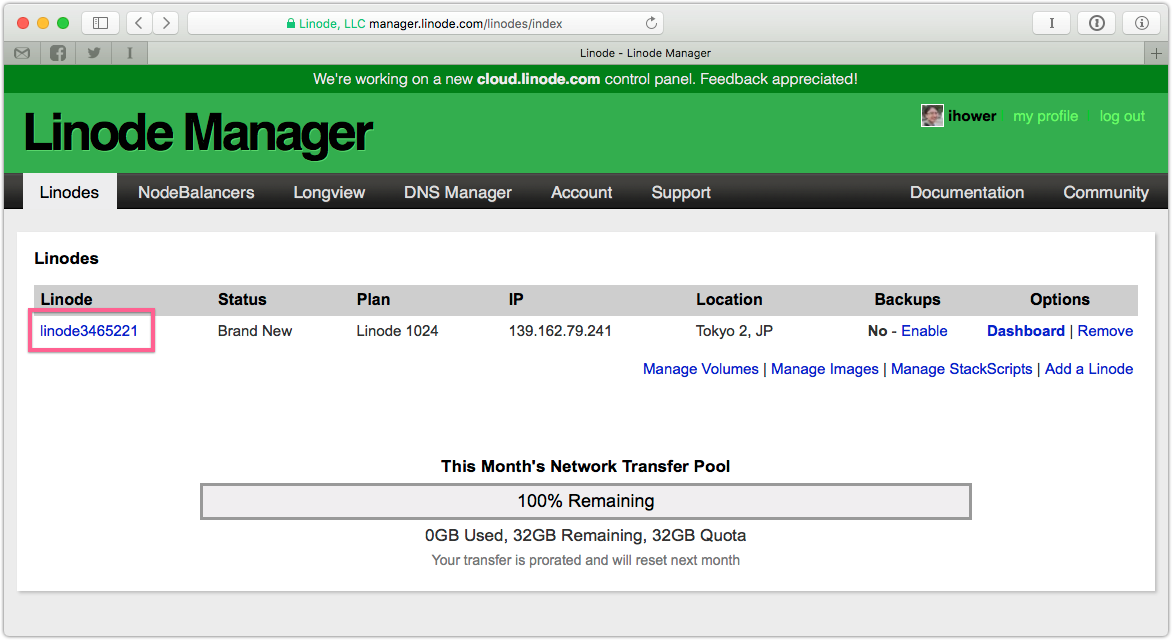 Linode, LLC manager.linode.com/linodes/index
Linode - Linode Manager
We're working on a new cloud.linode.com control panel. Feedback appreciated!
Linode Manager
ihower my profile log out
Linodes NodeBalancers Longview DNS Manager Account Support Documentation Community
Linodes
Linode Status Plan IP Location Backups Options
linode3465221 Brand New Linode 1024 139.162.79.241 Tokyo 2, JP No - Enable Dashboard | Remove
Manage Volumes | Manage Images | Manage StackScripts | Add a Linode
This Month's Network Transfer Pool
100% Remaining
0GB Used, 32GB Remaining, 32GB Quota
Your transfer is prorated and will reset next month